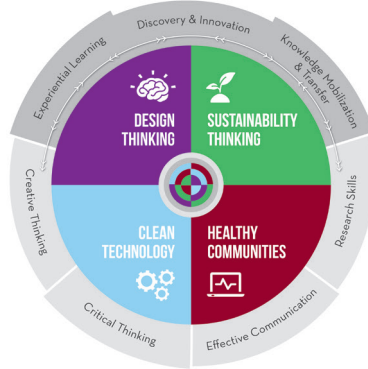 Discovery & Innovation
Experiential Learning
Knowledge Mobilization
& Transfer
DESIGN
THINKING
SUSTAINABILITY
THINKING
Creative Thinking
Research Skills
CLEAN
TECHNOLOGY
HEALTHY
COMMUNITIES
Critical Thinking
Effective Communication